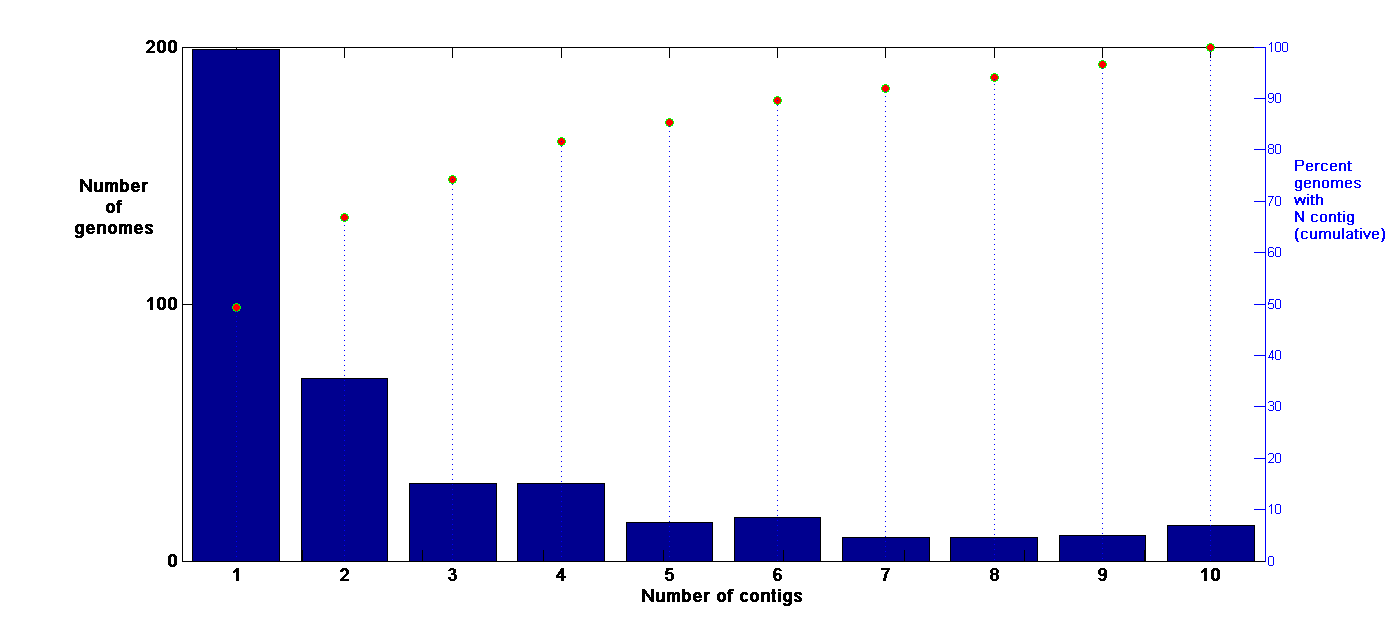 200
100
0
Number
of
genomes
100
90
80
70
60
50
40
30
20
10
0
Percent
genomes
with
N contig
(cumulative)
1 2 3 4 5 6 7 8 9 10
Number of contigs